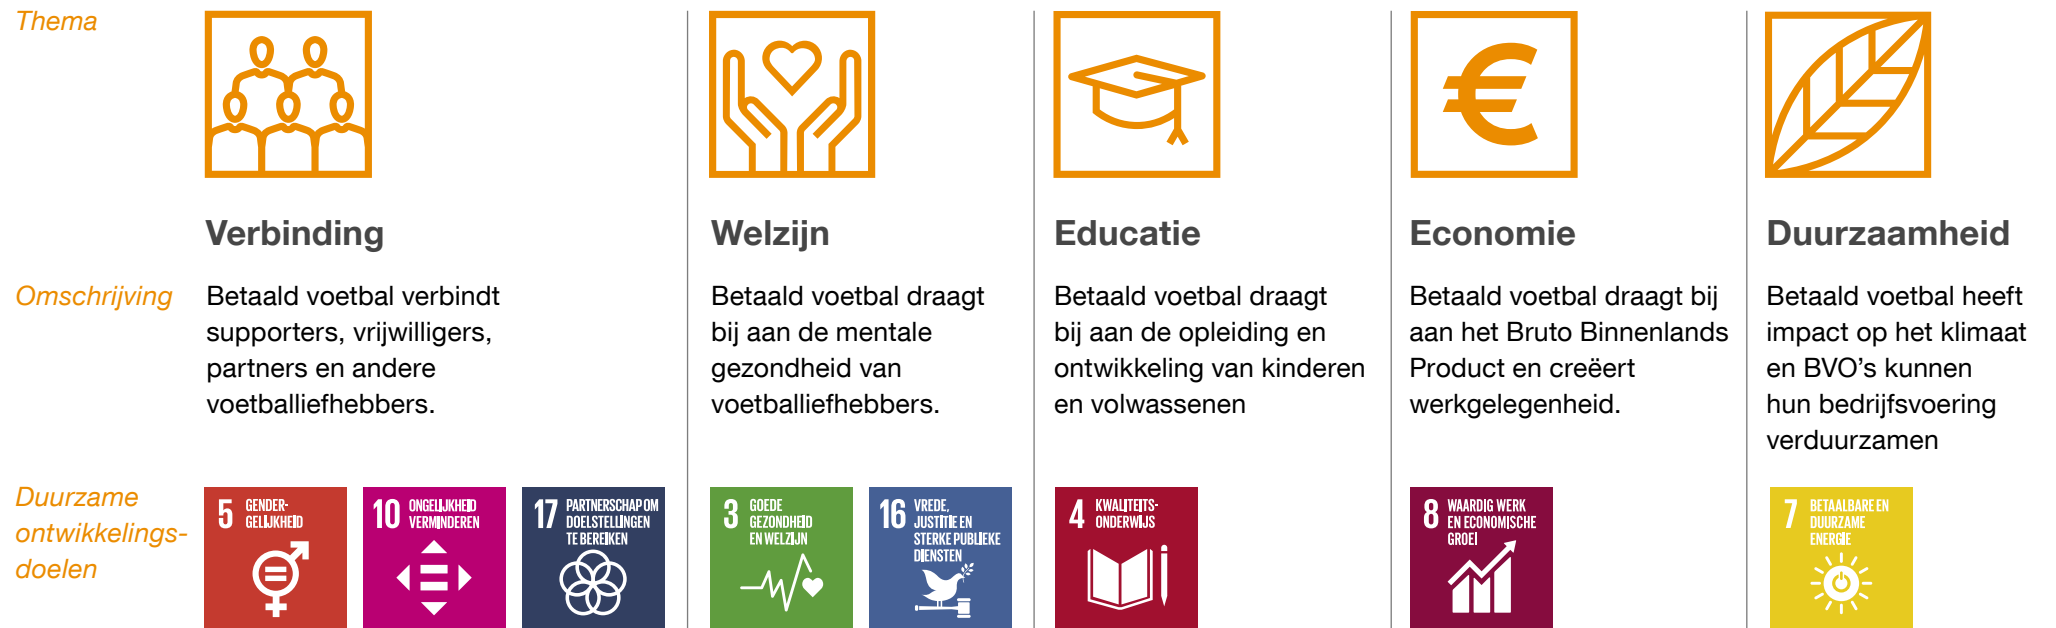 Thema
Verbinding
Welzijn
Educatie
Economie
Duurzaamheid
Omschrijving
Betaald voetbal verbindt
supporters, vrijwilligers,
partners en andere
voetballiefhebbers.
Betaald voetbal draagt
bij aan de mentale
gezondheid van
voetballiefhebbers.
Betaald voetbal draagt
bij aan de opleiding en
ontwikkeling van kinderen
en volwassenen
Betaald voetbal draagt bij
aan het Bruto Binnenlands
Product en creëert
werkgelegenheid.
Betaald voetbal heeft
impact op het klimaat
en BVO’s kunnen
hun bedrijfsvoering
verduurzamen
Duurzame
ontwikkelings-
doelen
5 GENDER-
GELIJKHEID
10 ONGELIJKHEID
VERMINDEREN
17 PARTNERSCHAP OM
DOELSTELLINGEN
TE BEREIKEN
3 GOEDE
GEZONDHEID
EN WELZIJN
16 VREDE,
JUSTITIE EN
STERKE PUBLIEKE
DIENSTEN
4 KWALITEITS-
ONDERWIJS
8 WAARDIG WERK
EN ECONOMISCHE
GROEI
7 BETAALBARE EN
DUURZAME
ENERGIE